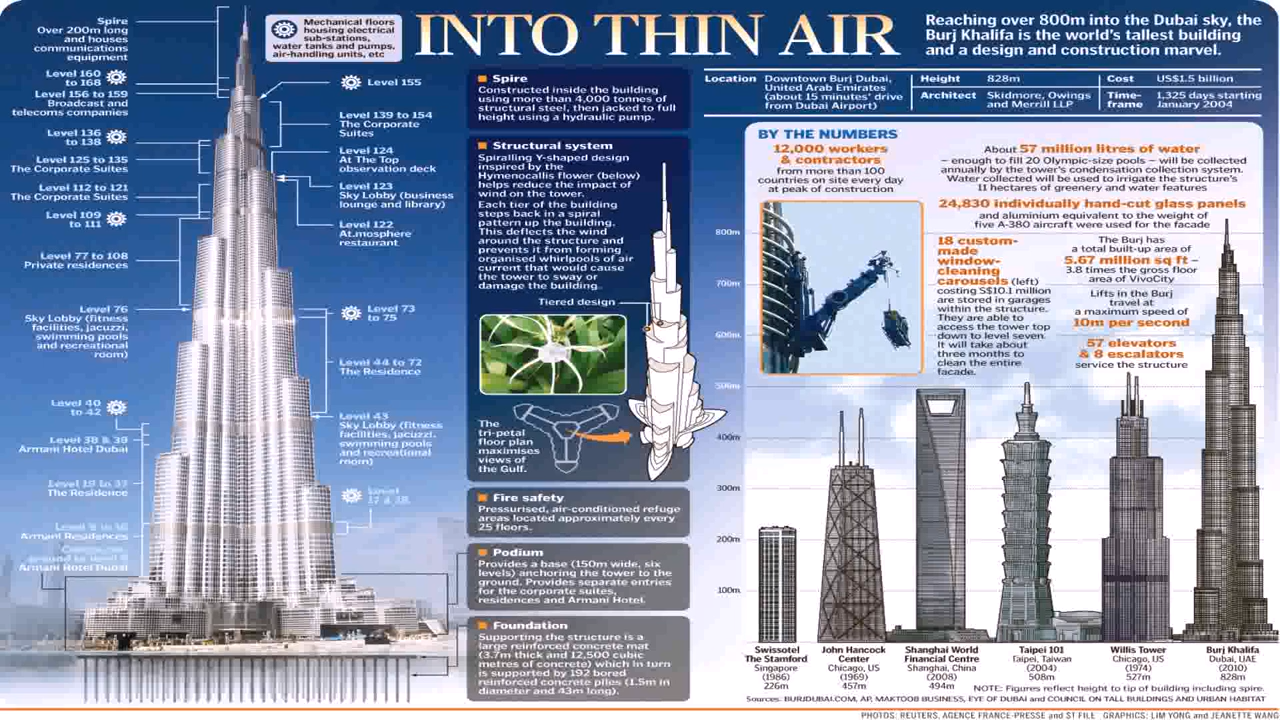 INTO THIN AIR
Reaching over 800m into the Dubai sky, the
Burj Khalifa is the world's tallest building
and a design and construction marvel.
Mechanical floors
housing electrical
sub-stations,
water tanks and pumps,
air-handling units, etc
Spire
Over 200m long
and houses
communications
equipment
Level 160
to 168
Level 156 to 159
Broadcast and
telecoms companies
Level 136
to 138
Level 125 to 135
The Corporate Suites
Level 112 to 121
The Corporate Suites
Level 109
to 111
Level 77 to 108
Private residences
Level 76
Sky Lobby (fitness
facilities, jacuzzi,
swimming pools
and recreational
room)
Level 40
to 42
Level 38 & 39
Armani Hotel Dubai
Level 19 to 37
The Residence
Armani Residences
Armani Hotel Dubai
Level 155
Level 139 to 154
The Corporate
Suites
Level 124
At The Top
observation deck
Level 123
Sky Lobby (business
lounge and library)
Level 122
At.mosphere
restaurant
Level 73
to 75
Level 44 to 72
The Residence
Level 43
Sky Lobby (fitness
facilities, jacuzzi,
swimming pools
and recreational
room)
Level
Spire
Constructed inside the building
using more than 4,000 tonnes of
structural steel, then jacked to full
height using a hydraulic pump.
Structural system
Spiralling Y-shaped design
inspired by the
Hymenocallis flower (below)
helps reduce the impact of
wind on the tower.
Each tier of the building
steps back in a spiral
pattern up the building.
This deflects the wind
around the structure and
prevents it from forming
organised whirlpools of air
current that would cause
the tower to sway or
damage the building.
Tiered design
The
tri-petal
floor plan
maximises
views of
the Gulf.
Fire safety
Pressurised, air-conditioned refuge
areas located approximately every
25 floors.
Podium
Provides a base (150m wide, six
levels) anchoring the tower to the
ground. Provides separate entries
for the corporate suites,
residences and Armani Hotel.
Foundation
Supporting the structure is a
large reinforced concrete mat
(3.7m thick and 12,500 cubic
metres of concrete) which in turn
is supported by 192 bored
reinforced concrete piles (1.5m in
diameter and 43m long).
Location Downtown Burj Dubai,
United Arab Emirates
(about 15 minutes' drive
from Dubai Airport)
Height 828m
Architect Skidmore, Owings
and Merrill LLP
Cost US$1.5 billion
Time-
frame 1,325 days starting
January 2004
BY THE NUMBERS
12,000 workers
& contractors
from more than 100
countries on site every day
at peak of construction
About 57 million litres of water
– enough to fill 20 Olympic-size pools – will be collected
annually by the tower's condensation collection system.
Water collected will be used to irrigate the structure's
11 hectares of greenery and water features
24,830 individually hand-cut glass panels
and aluminium equivalent to the weight of
five A-380 aircraft were used for the facade
18 custom-
made
window-
cleaning
carousels (left)
costing S$10.1 million
are stored in garages
within the structure.
They are able to
access the tower top
down to level seven.
It will take about
three months to
clean the entire
facade.
The Burj has
a total built-up area of
5.67 million sq ft –
3.8 times the gross floor
area of VivoCity
Lifts in the Burj
travel at
a maximum speed of
10m per second
57 elevators
& 8 escalators
service the structure
800m
700m
600m
500m
400m
300m
200m
100m
Swissotel
The Stamford
Singapore
(1986)
226m
John Hancock
Center
Chicago, US
(1969)
457m
Shanghai World
Financial Centre
Shanghai, China
(2008)
494m
Taipei 101
Taipei, Taiwan
(2004)
508m
Willis Tower
Chicago, US
(1974)
527m
Burj Khalifa
Dubai, UAE
(2010)
828m
NOTE: Figures reflect height to tip of building including spire.
Sources: BURJDUBAI.COM, AP, MAKTOOB BUSINESS, EYE OF DUBAI and COUNCIL ON TALL BUILDINGS AND URBAN HABITAT
PHOTOS: REUTERS, AGENCE FRANCE-PRESSE and ST FILE GRAPHICS: LIM YONG and JEANETTE WANG